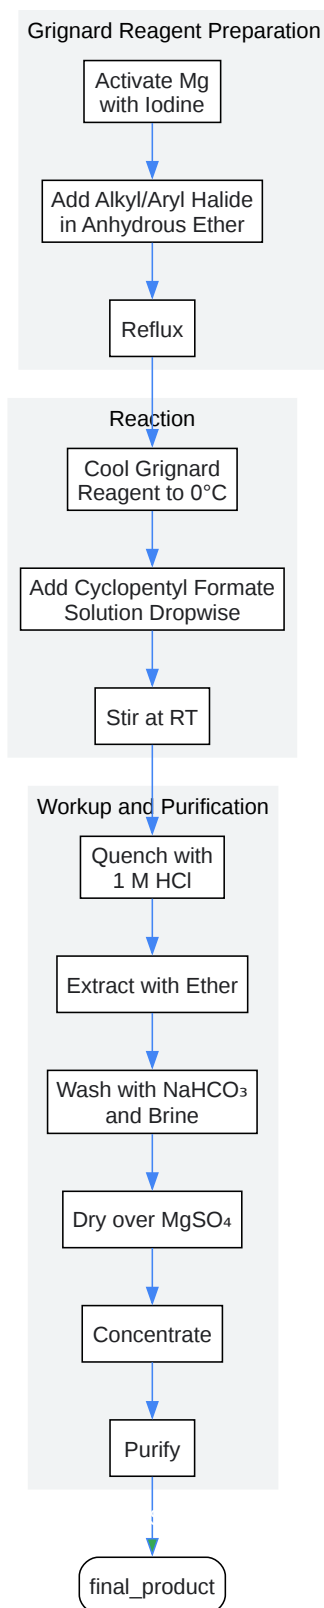 Grignard Reagent Preparation
Activate Mg
with Iodine
Add Alkyl/Aryl Halide
in Anhydrous Ether
Reflux
Reaction
Cool Grignard
Reagent to 0°C
Add Cyclopentyl Formate
Solution Dropwise
Stir at RT
Workup and Purification
Quench with
1 M HCl
Extract with Ether
Wash with NaHCO₃
and Brine
Dry over MgSO₄
Concentrate
Purify
final_product